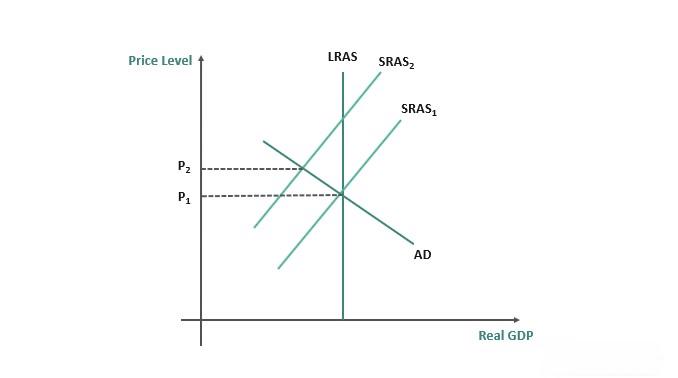 LRAS
Price Level
SRAS₂
SRAS₁
P₂
P₁
AD
Real GDP